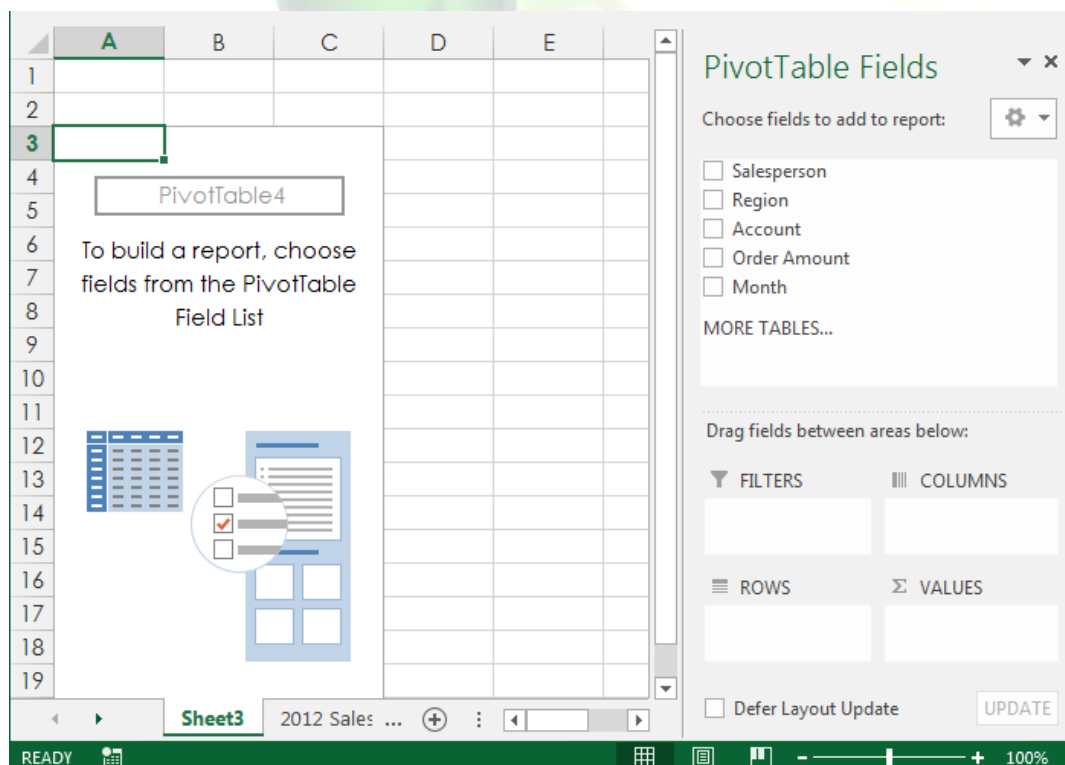 A B C D E
1
2
3
4
5
6
7
8
9
10
11
12
13
14
15
16
17
18
19
PivotTable4
To build a report, choose
fields from the PivotTable
Field List
Sheet3 2012 Sales ...
READY 100%
PivotTable Fields
Choose fields to add to report:
Salesperson
Region
Account
Order Amount
Month
MORE TABLES...
Drag fields between areas below:
FILTERS COLUMNS
ROWS Σ VALUES
Defer Layout Update UPDATE